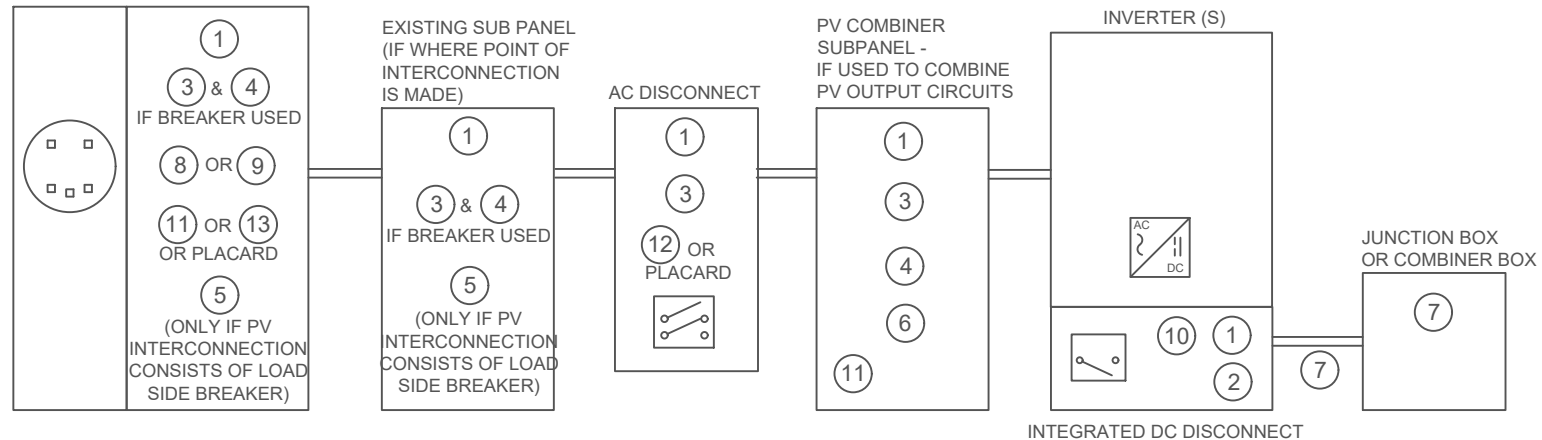 1
3 & 4
IF BREAKER USED
8 OR 9
11 OR 13
OR PLACARD
5
(ONLY IF PV
INTERCONNECTION
CONSISTS OF LOAD
SIDE BREAKER)
EXISTING SUB PANEL
(IF WHERE POINT OF
INTERCONNECTION
IS MADE)
1
3 & 4
IF BREAKER USED
5
(ONLY IF PV
INTERCONNECTION
CONSISTS OF LOAD
SIDE BREAKER)
AC DISCONNECT
1
3
12 OR
PLACARD
PV COMBINER
SUBPANEL -
IF USED TO COMBINE
PV OUTPUT CIRCUITS
1
3
4
6
11
INVERTER (S)
AC
DC
10 1
2
INTEGRATED DC DISCONNECT
7
JUNCTION BOX
OR COMBINER BOX
7